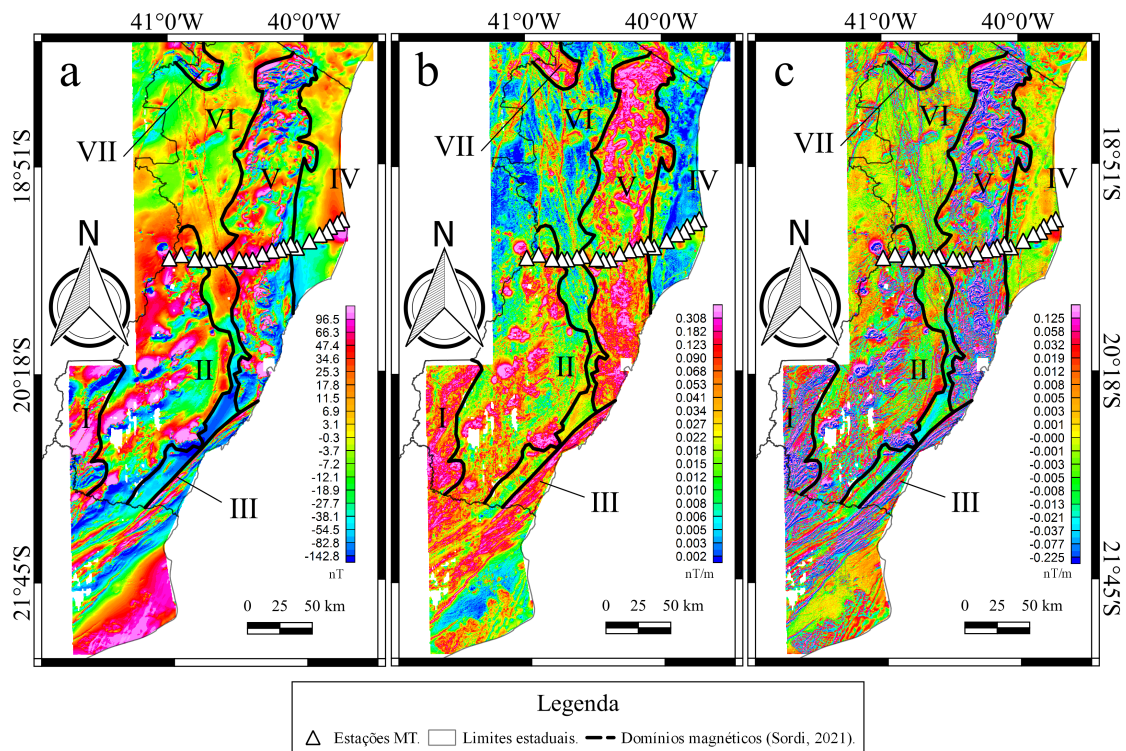 41°W 40°W 41°W 40°W 41°W 40°W
18°51'S
20°18'S
21°45'S
a
VII
VI
V
IV
N
II
I
III
96.5
66.3
47.4
34.6
25.3
17.8
11.5
6.9
3.1
-0.3
-3.7
-7.2
-12.1
-18.9
-27.7
-38.1
-54.5
-82.8
-142.8
nT
0 25 50 km
b
VII
VI
V
IV
N
II
I
III
0.308
0.182
0.123
0.090
0.068
0.052
0.041
0.034
0.027
0.022
0.018
0.015
0.012
0.010
0.008
0.006
0.005
0.003
0.002
nT/m
0 25 50 km
c
VII
VI
V
IV
N
II
I
III
0.125
0.058
0.032
0.019
0.012
0.008
0.005
0.003
0.001
-0.000
-0.001
-0.003
-0.005
-0.008
-0.013
-0.021
-0.037
-0.077
-0.225
nT/m
0 25 50 km
18°51'S
20°18'S
21°45'S
Legenda
Estações MT. Limites estaduais. Domínios magnéticos (Sordi, 2021).